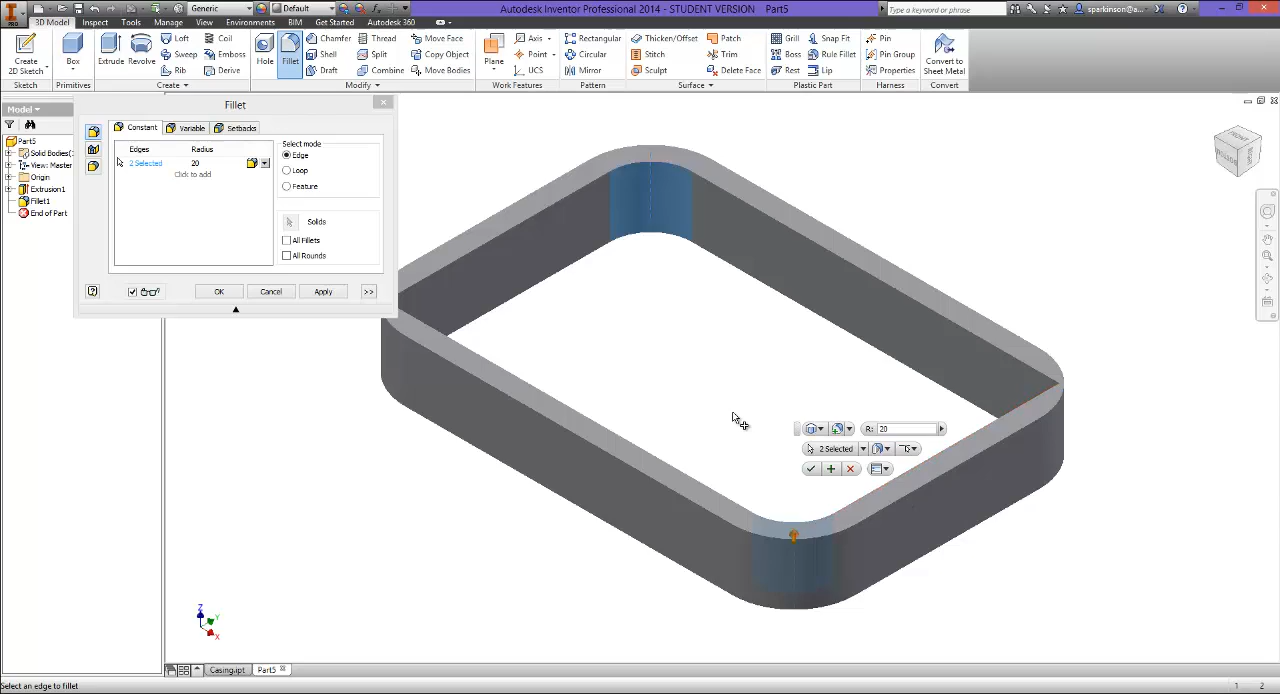 Generic
Default
Autodesk Inventor Professional 2014 - STUDENT VERSION Part5
Type a keyword or phrase
sparkinson@a...
PRO
3D Model
Inspect
Tools
Manage
View
Environments
BIM
Get Started
Autodesk 360
Create
2D Sketch
Box
Extrude
Revolve
Loft
Sweep
Rib
Coil
Emboss
Derive
Hole
Fillet
Chamfer
Shell
Draft
Thread
Split
Combine
Move Face
Copy Object
Move Bodies
Plane
Axis
Point
UCS
Rectangular
Circular
Mirror
Thicken/Offset
Stitch
Sculpt
Patch
Trim
Delete Face
Grill
Boss
Rest
Snap Fit
Rule Fillet
Lip
Pin
Pin Group
Properties
Convert to
Sheet Metal
Sketch
Primitives
Create
Modify
Work Features
Pattern
Surface
Plastic Part
Harness
Convert
Model
Part5
Solid Bodies(
View: Master
Origin
Extrusion1
Fillet1
End of Part
Fillet
Constant
Variable
Setbacks
Edges
Radius
2 Selected
20
Click to add
Select mode
Edge
Loop
Feature
Solids
All Fillets
All Rounds
OK
Cancel
Apply
>>
FRONT
R: 20
2 Selected
Z
Y
X
Casing.ipt
Part5
Select an edge to fillet
1
2